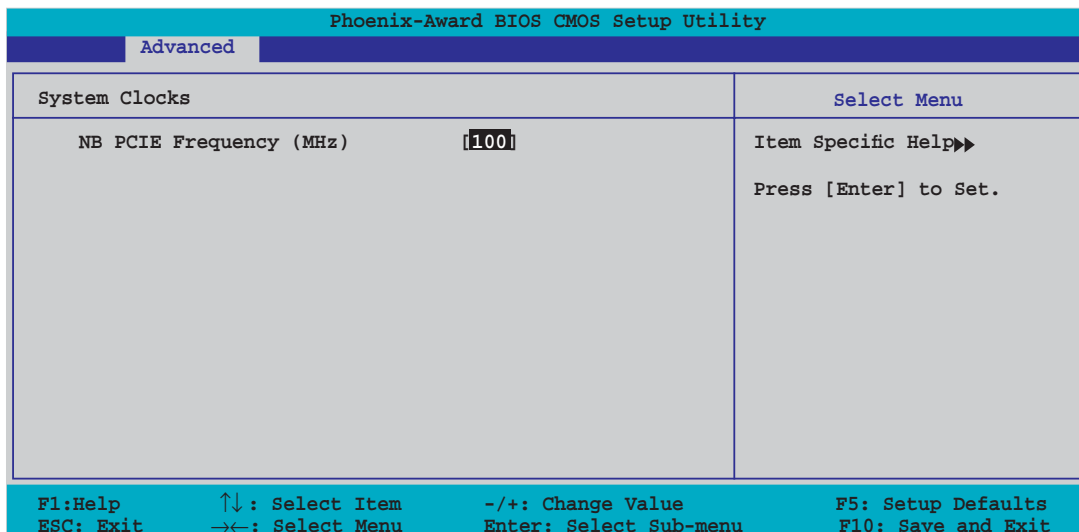 Phoenix-Award BIOS CMOS Setup Utility
Advanced
System Clocks
Select Menu
NB PCIE Frequency (MHz) [100]
Item Specific Help▶▶
Press [Enter] to Set.
F1:Help ↑↓: Select Item -/+: Change Value F5: Setup Defaults
ESC: Exit →←: Select Menu Enter: Select Sub-menu F10: Save and Exit